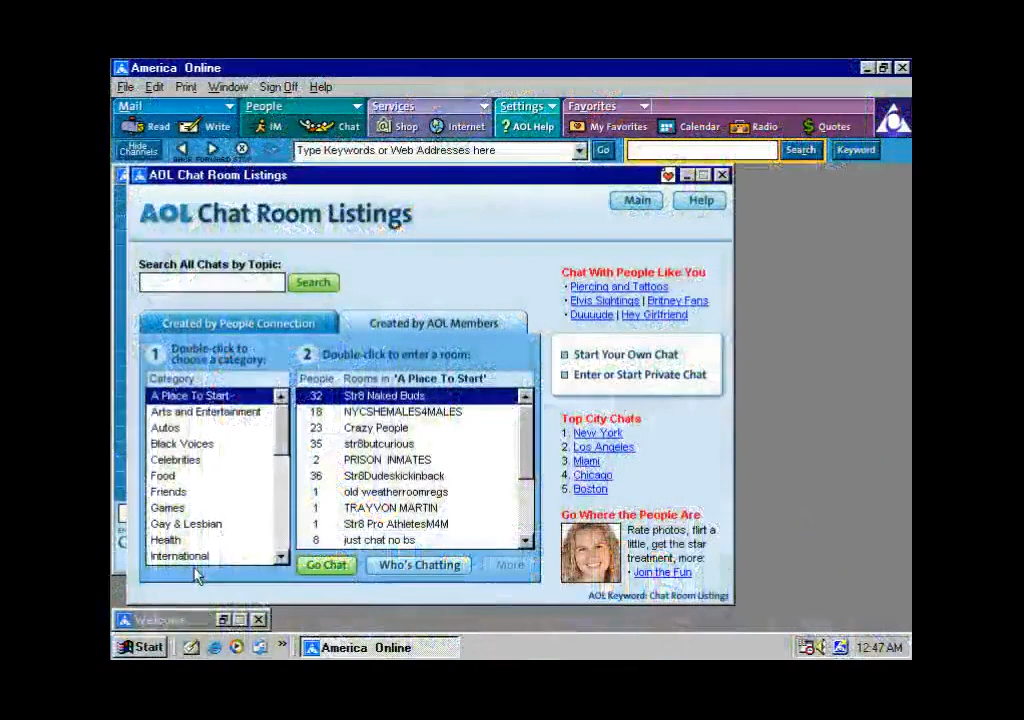 America Online
File Edit Print Window Sign Off Help
Mail People Services Settings Favorites
Read Write IM Chat Shop Internet ? AOL Help My Favorites Calendar Radio $ Quotes
Hide Channels BACK FORWARD STOP Type Keywords or Web Addresses here Go Search Keyword
AOL Chat Room Listings
AOL Chat Room Listings Main Help
Search All Chats by Topic:
Search
Created by People Connection Created by AOL Members
1 Double-click to choose a category: 2 Double-click to enter a room:
Category People Rooms in 'A Place To Start'
A Place To Start 32 Str8 Naked Buds
Arts and Entertainment 18 NYCSHEMALES4MALES
Autos 23 Crazy People
Black Voices 35 str8butcurious
Celebrities 2 PRISON INMATES
Food 36 Str8Dudeskickinback
Friends 1 old weatherroomregs
Games 1 TRAYVON MARTIN
Gay & Lesbian 1 Str8 Pro AthletesM4M
Health 8 just chat no bs
International
Go Chat Who's Chatting More
Chat With People Like You
· Piercing and Tattoos
· Elvis Sightings | Britney Fans
· Duuuude | Hey Girlfriend
Start Your Own Chat
Enter or Start Private Chat
Top City Chats
1. New York
2. Los Angeles
3. Miami
4. Chicago
5. Boston
Go Where the People Are
Rate photos, flirt a
little, get the star
treatment, more:
· Join the Fun
AOL Keyword: Chat Room Listings
Welcome
Start » America Online 12:47 AM